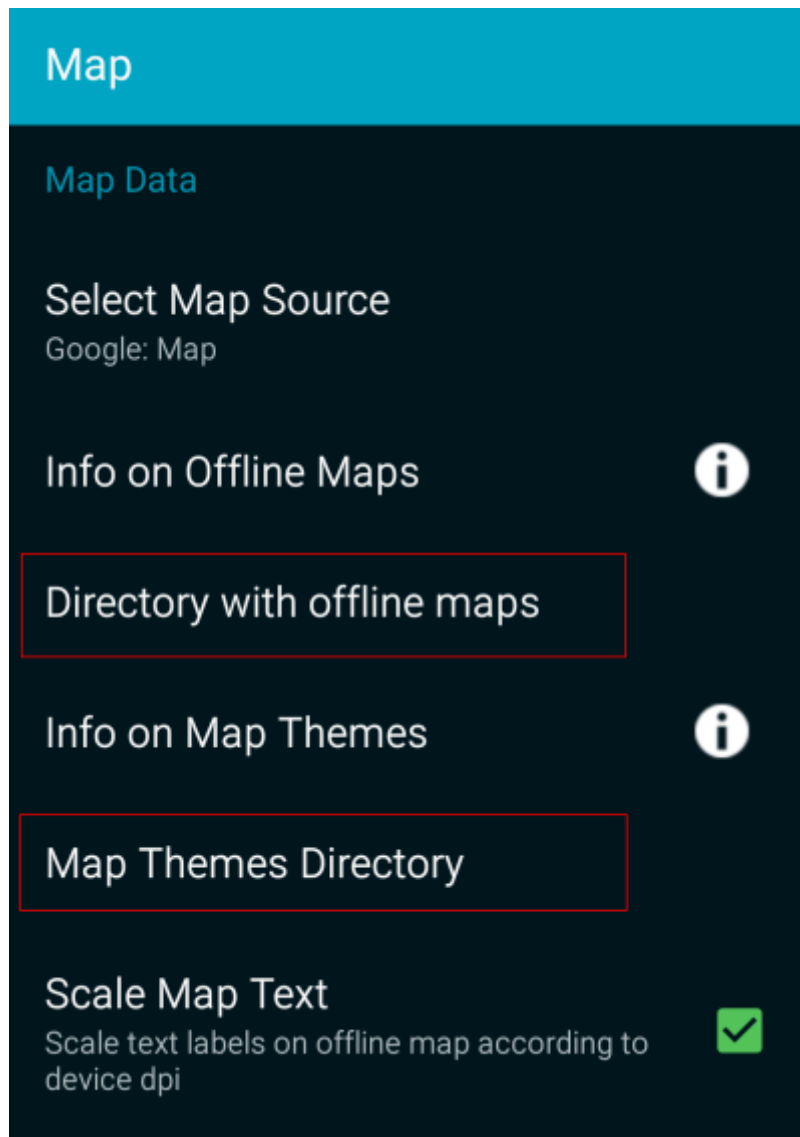 Map
Map Data
Select Map Source
Google: Map
Info on Offline Maps
Directory with offline maps
Info on Map Themes
Map Themes Directory
Scale Map Text
Scale text labels on offline map according to
device dpi